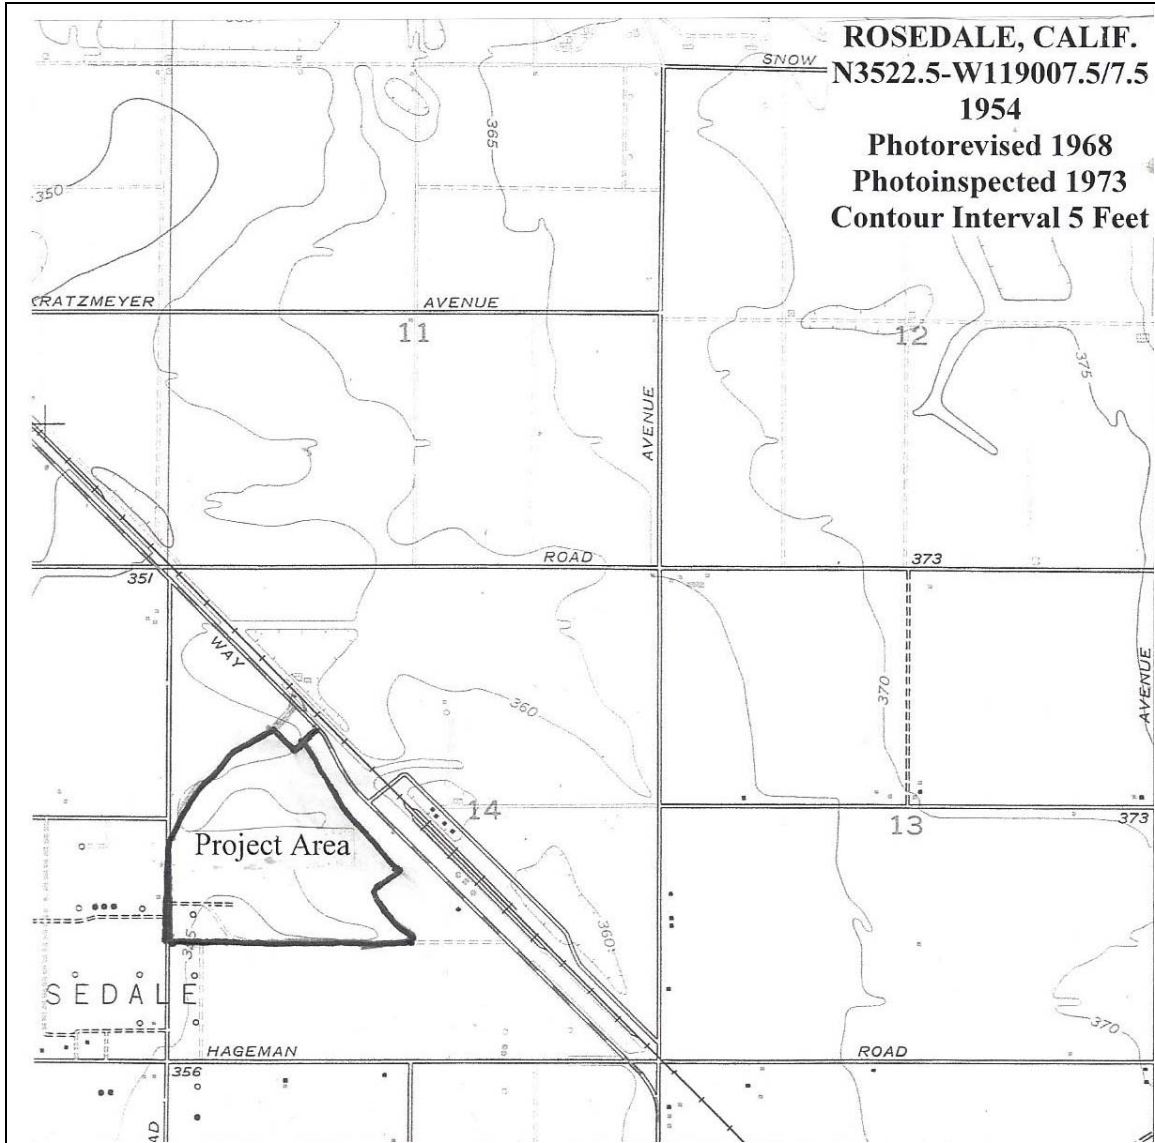 ROSEDALE, CALIF.
N3522.5-W119007.5/7.5
1954
Photorevised 1968
Photoinspected 1973
Contour Interval 5 Feet
SNOW
365
350
KRATZMEYER
AVENUE
11
12
375
AVENUE
ROAD
373
351
WAY
360
370
AVENUE
14
13
373
Project Area
360
SEDALE
370
HAGEMAN
ROAD
356
AD